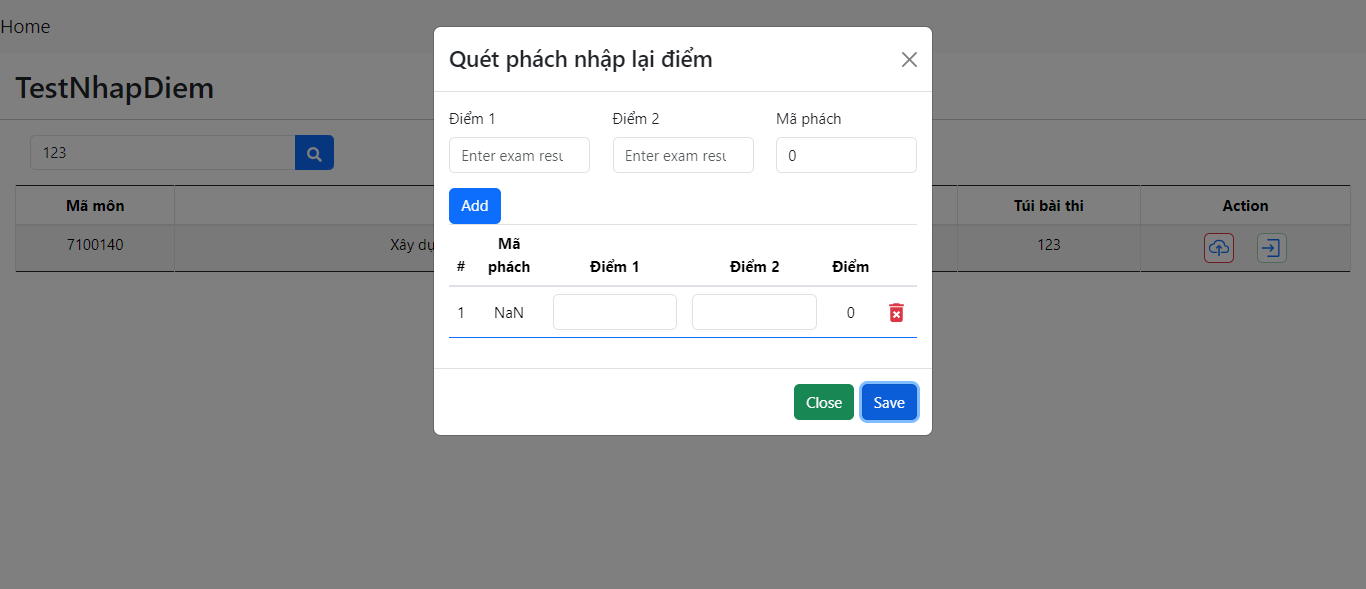 Home
Quét phách nhập lại điểm
TestNhapDiem
Điểm 1 Điểm 2 Mã phách
123
Enter exam resu Enter exam resu 0
Add
Mã môn Túi bài thi Action
7100140 Xây dự 123
# Mã phách Điểm 1 Điểm 2 Điểm
1 NaN 0
Close Save